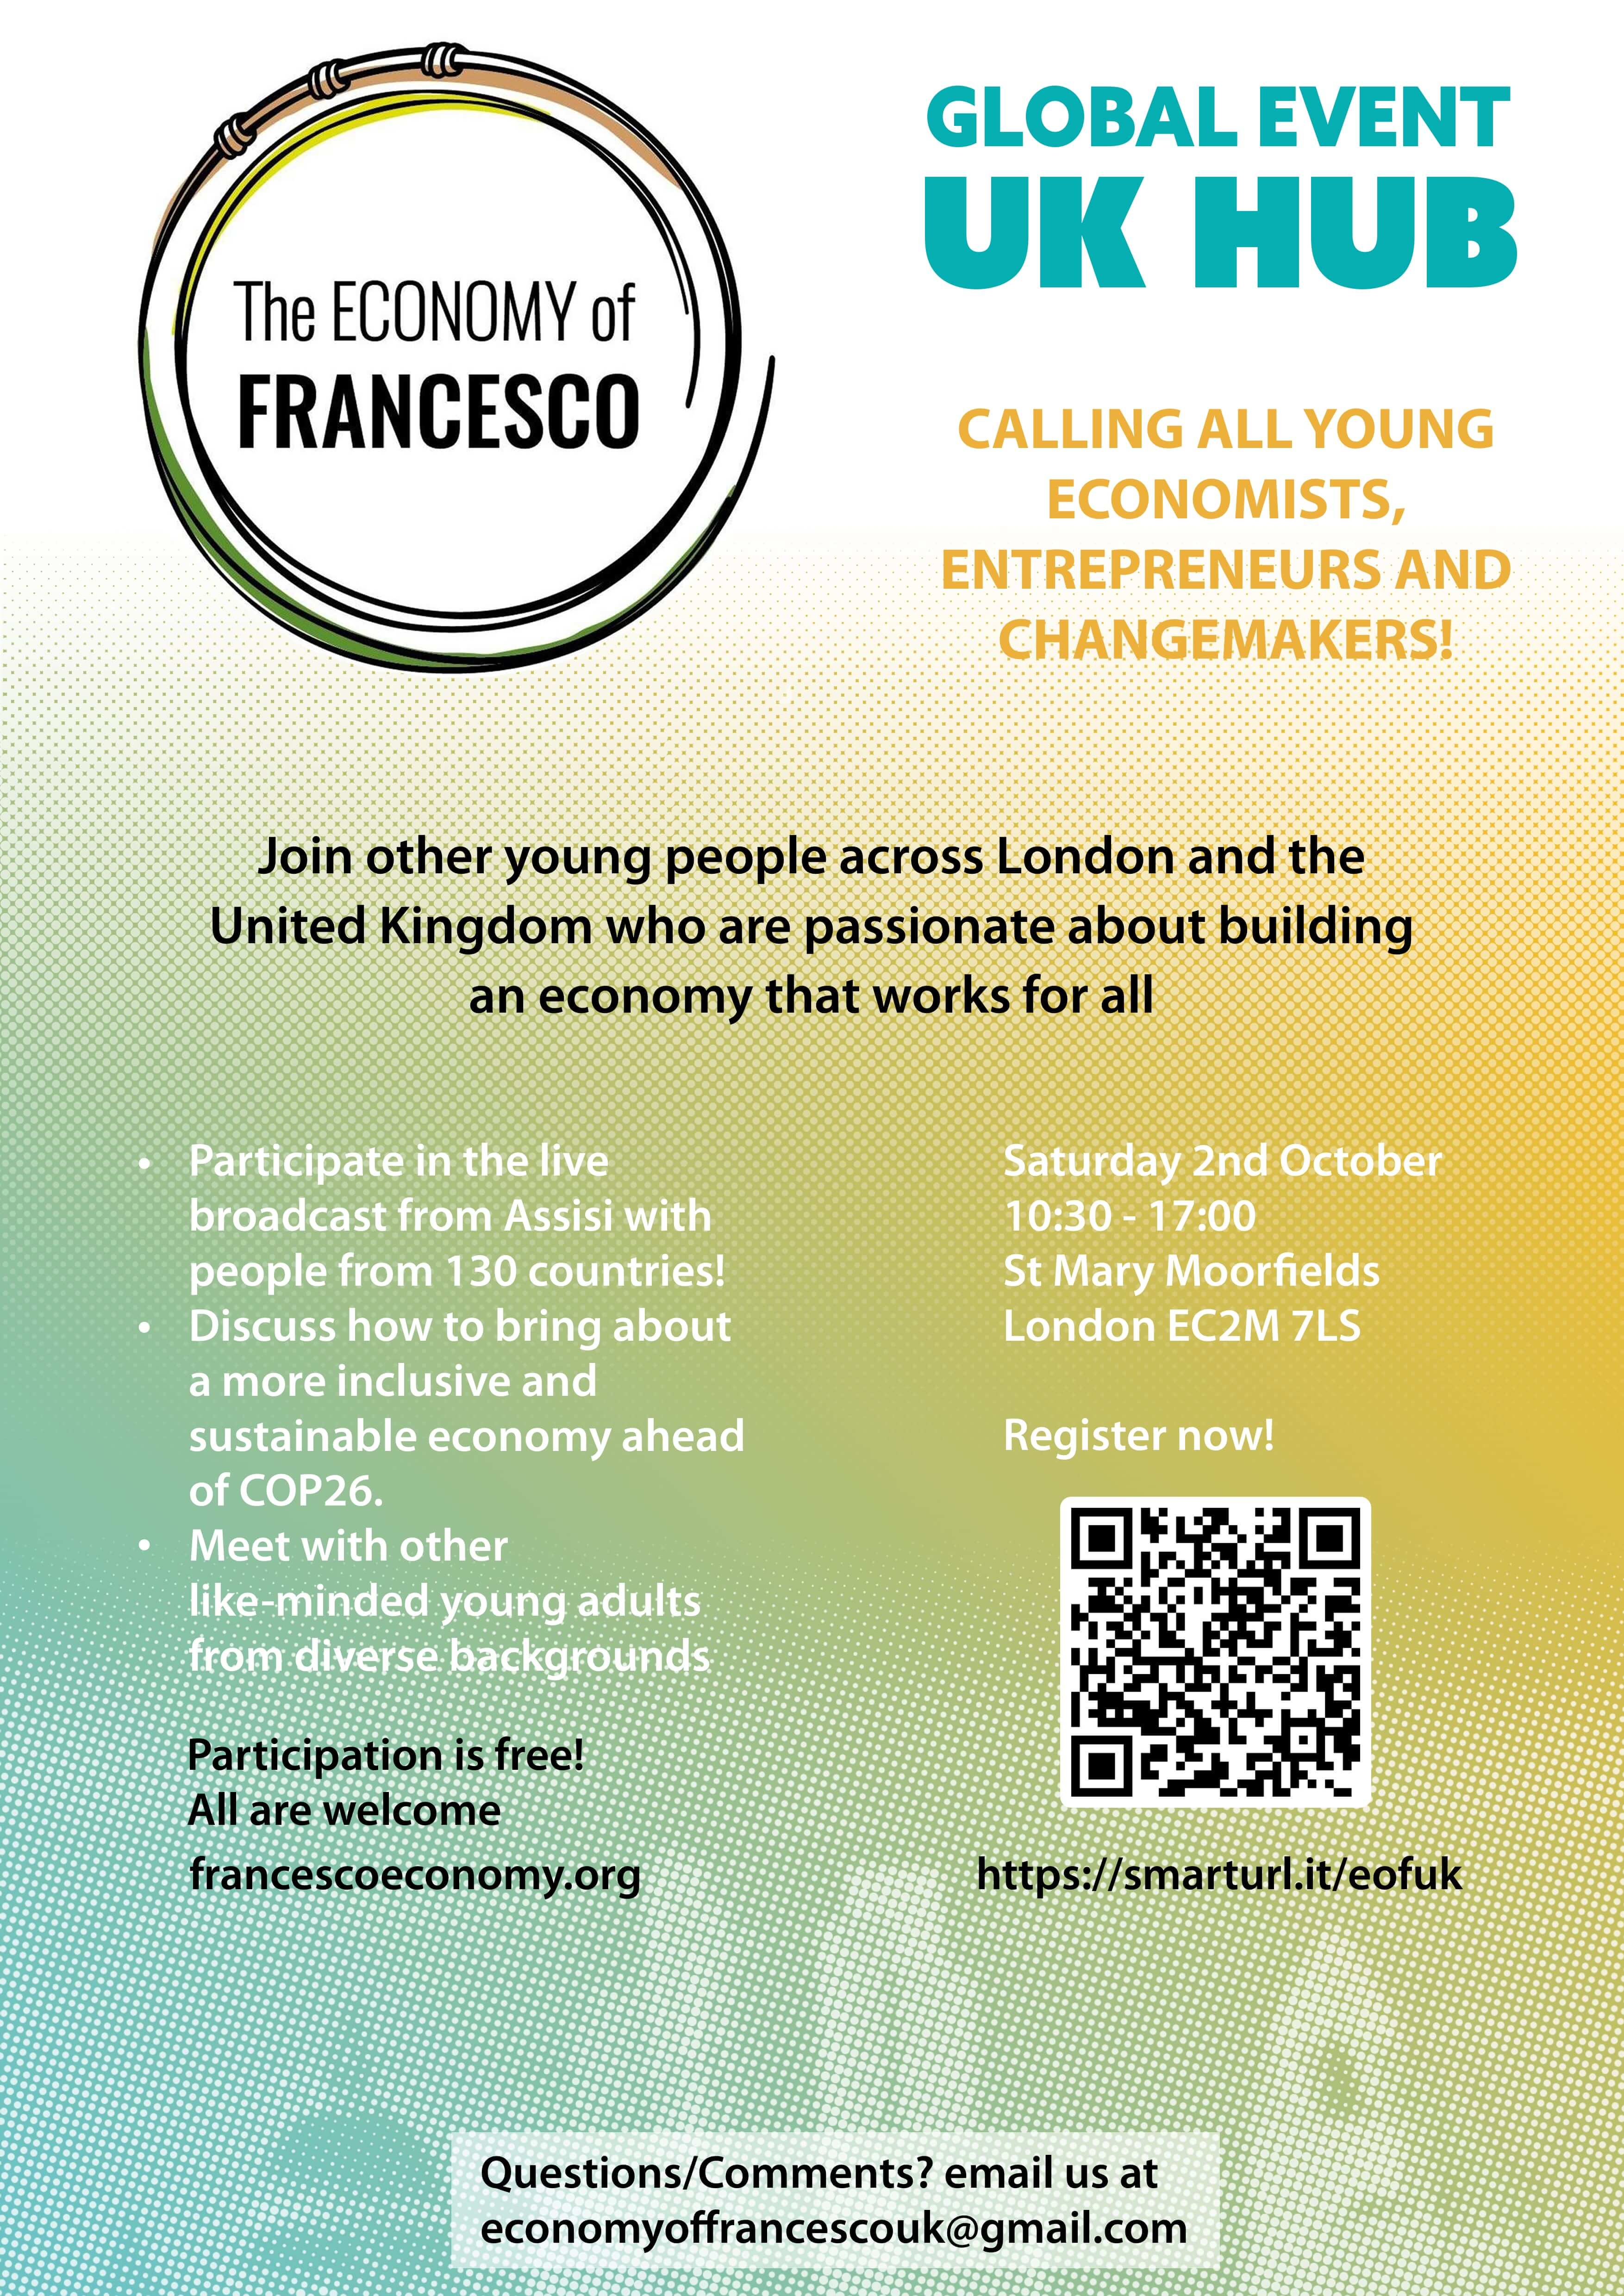 The ECONOMY of
FRANCESCO
GLOBAL EVENT
UK HUB
CALLING ALL YOUNG
ECONOMISTS,
ENTREPRENEURS AND
CHANGEMAKERS!
Join other young people across London and the
United Kingdom who are passionate about building
an economy that works for all
• Participate in the live
broadcast from Assisi with
people from 130 countries!
• Discuss how to bring about
a more inclusive and
sustainable economy ahead
of COP26.
• Meet with other
like-minded young adults
from diverse backgrounds
Participation is free!
All are welcome
francescoeconomy.org
Saturday 2nd October
10:30 - 17:00
St Mary Moorfields
London EC2M 7LS
Register now!
https://smarturl.it/eofuk
Questions/Comments? email us at
economyoffrancescouk@gmail.com